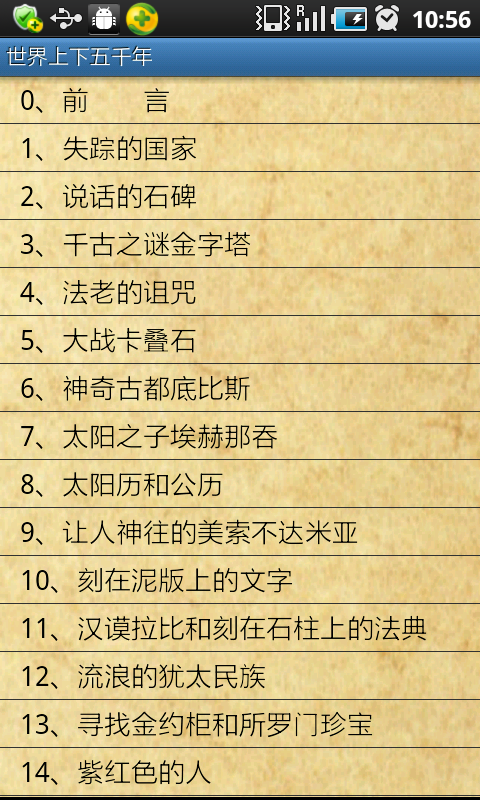 R
10:56
世界上下五千年
0、前　　言
1、失踪的国家
2、说话的石碑
3、千古之谜金字塔
4、法老的诅咒
5、大战卡叠石
6、神奇古都底比斯
7、太阳之子埃赫那吞
8、太阳历和公历
9、让人神往的美索不达米亚
10、刻在泥版上的文字
11、汉谟拉比和刻在石柱上的法典
12、流浪的犹太民族
13、寻找金约柜和所罗门珍宝
14、紫红色的人